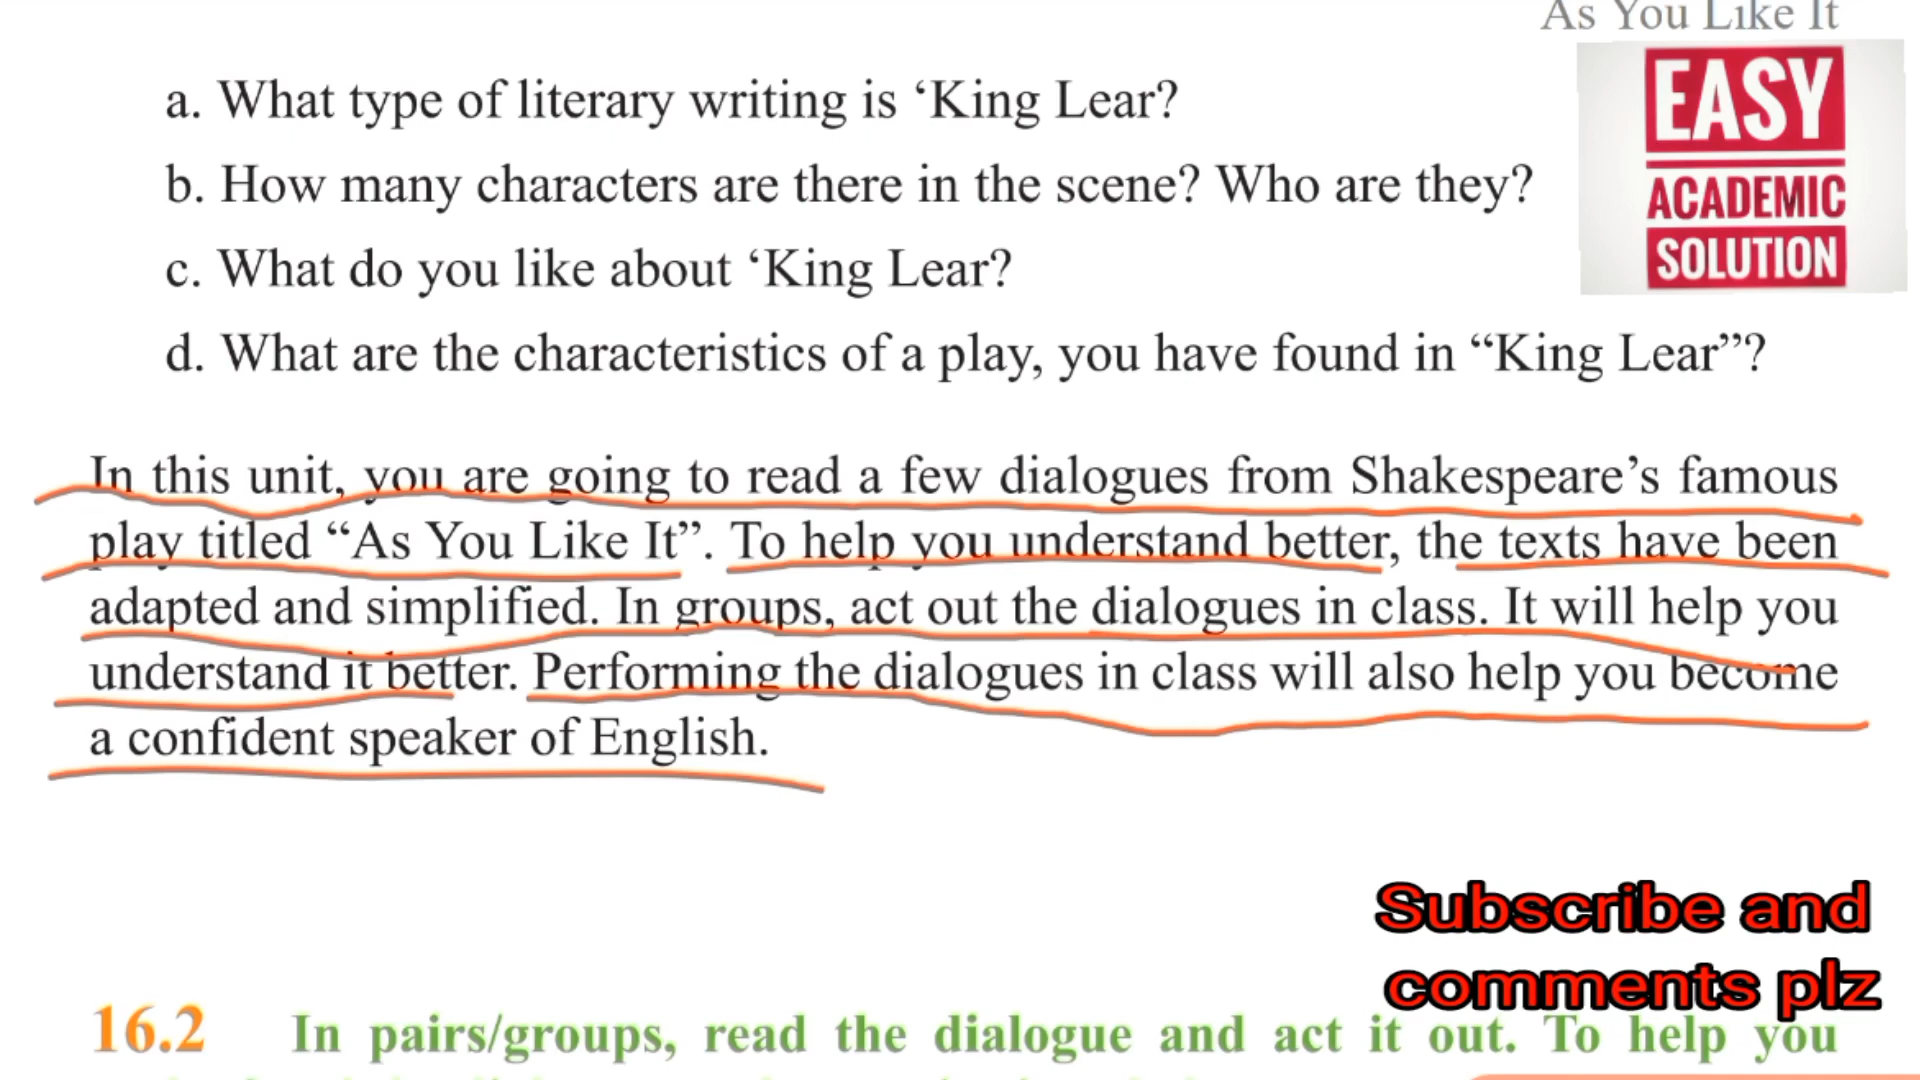 As You Like It
EASY
ACADEMIC
SOLUTION
a. What type of literary writing is ‘King Lear?
b. How many characters are there in the scene? Who are they?
c. What do you like about ‘King Lear?
d. What are the characteristics of a play, you have found in “King Lear”?
In this unit, you are going to read a few dialogues from Shakespeare’s famous
play titled “As You Like It”. To help you understand better, the texts have been
adapted and simplified. In groups, act out the dialogues in class. It will help you
understand it better. Performing the dialogues in class will also help you become
a confident speaker of English.
Subscribe and
comments plz
16.2 In pairs/groups, read the dialogue and act it out. To help you